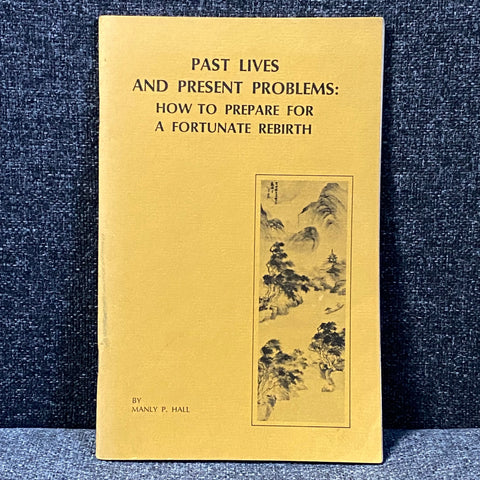 PAST LIVES
AND PRESENT PROBLEMS:
HOW TO PREPARE FOR
A FORTUNATE REBIRTH
BY
MANLY P. HALL